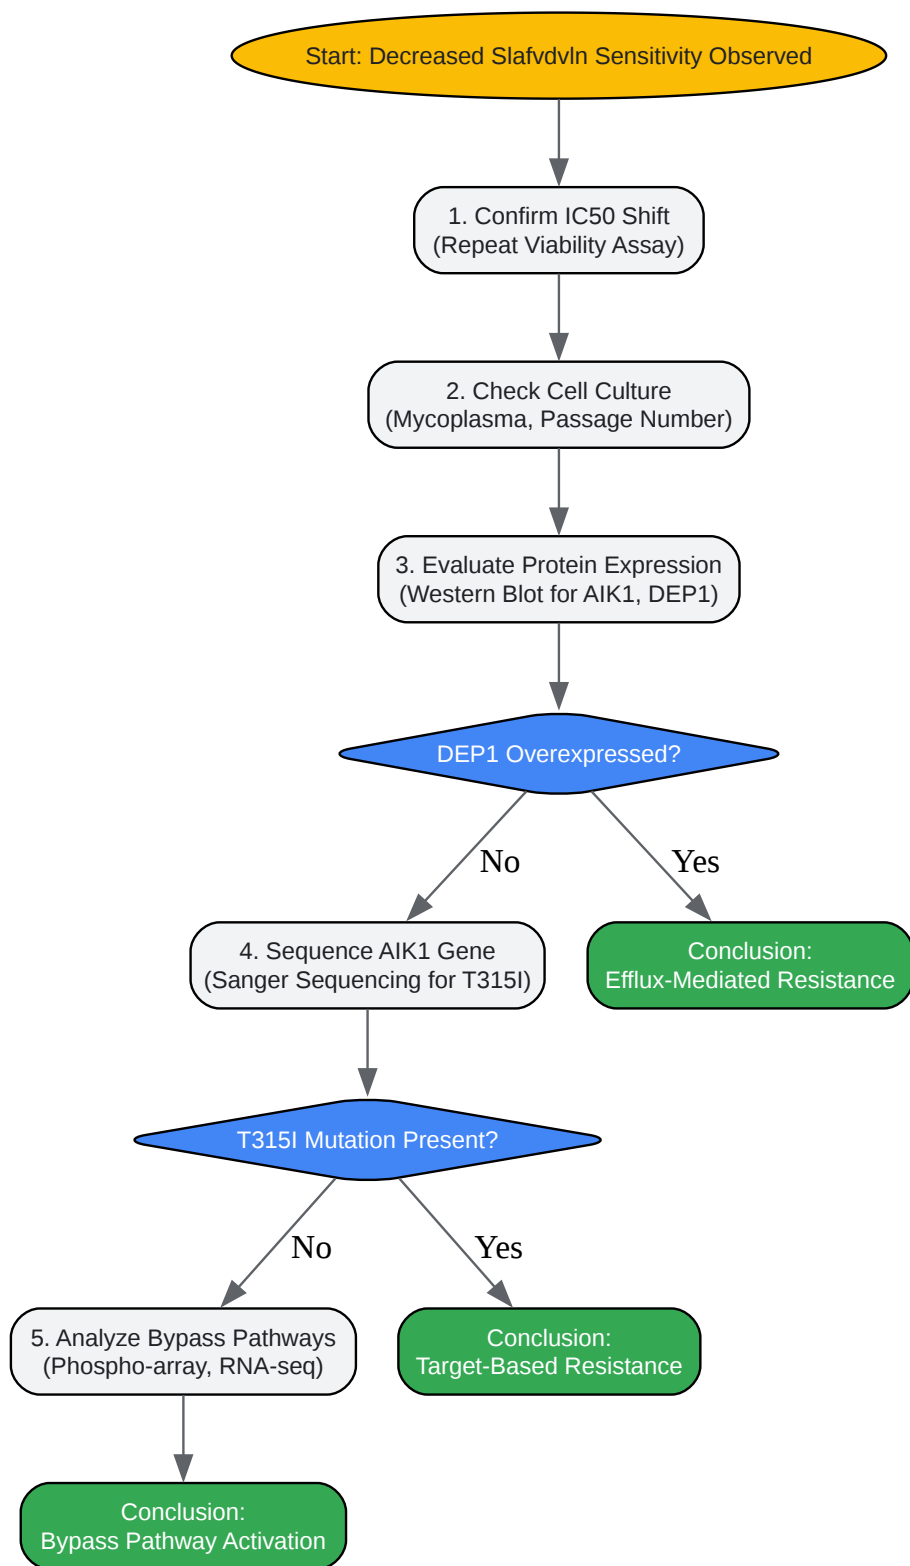 Start: Decreased Slafvdvln Sensitivity Observed
1. Confirm IC50 Shift
(Repeat Viability Assay)
2. Check Cell Culture
(Mycoplasma, Passage Number)
3. Evaluate Protein Expression
(Western Blot for AIK1, DEP1)
DEP1 Overexpressed?
No
Yes
4. Sequence AIK1 Gene
(Sanger Sequencing for T315I)
Conclusion:
Efflux-Mediated Resistance
T315I Mutation Present?
No
Yes
5. Analyze Bypass Pathways
(Phospho-array, RNA-seq)
Conclusion:
Target-Based Resistance
Conclusion:
Bypass Pathway Activation